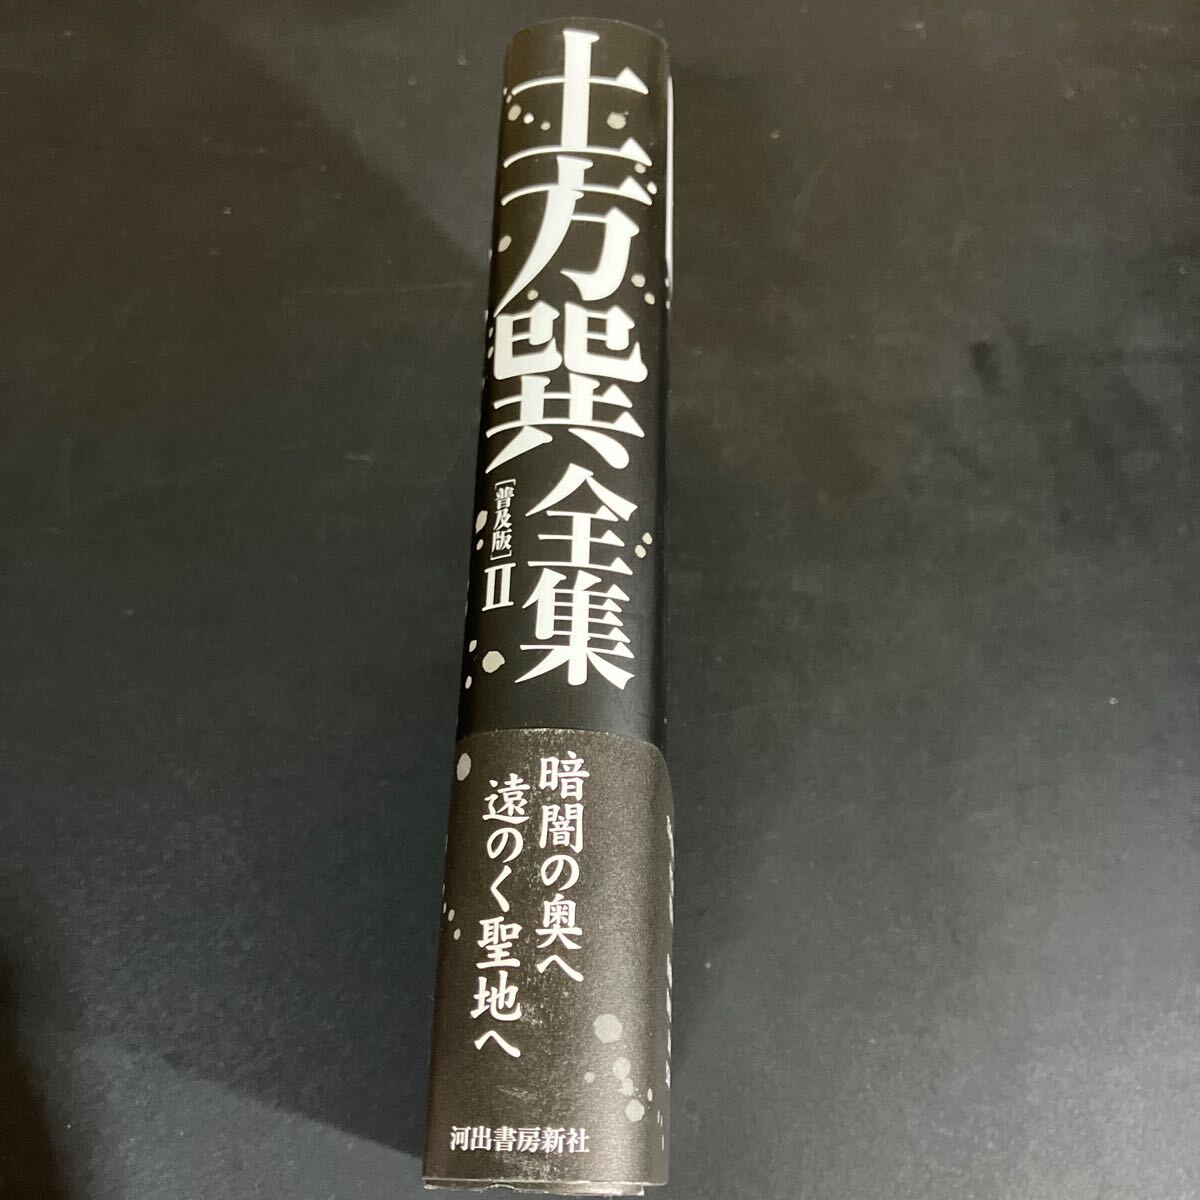 土方巽全集
[普及版]Ⅱ
暗闇の奥へ
遠のく聖地へ
河出書房新社